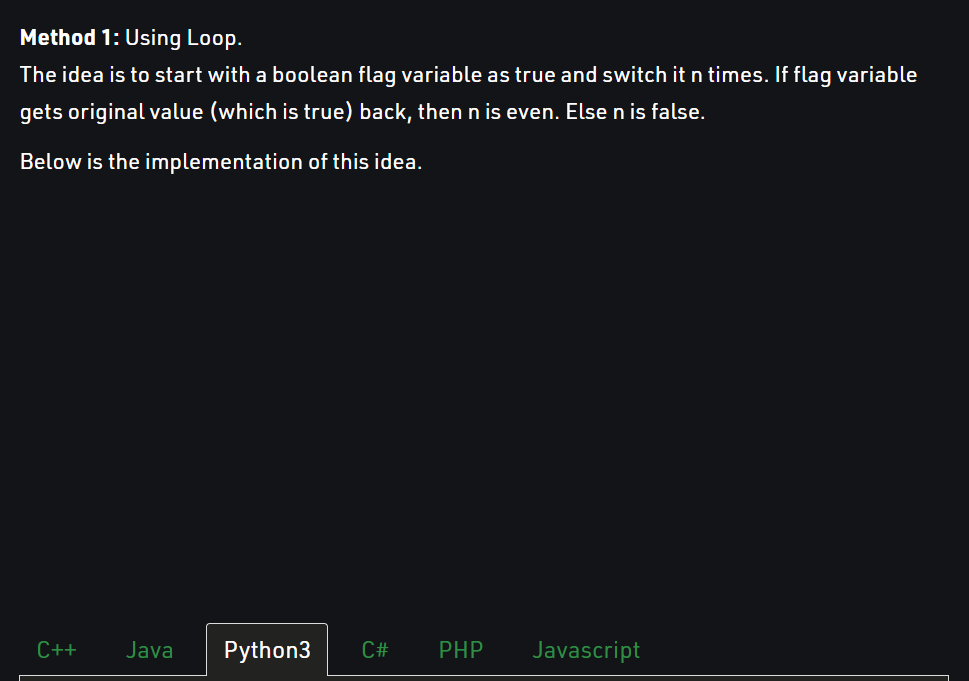 Method 1: Using Loop.
The idea is to start with a boolean flag variable as true and switch it n times. If flag variable
gets original value (which is true) back, then n is even. Else n is false.
Below is the implementation of this idea.
C++ Java Python3 C# PHP Javascript